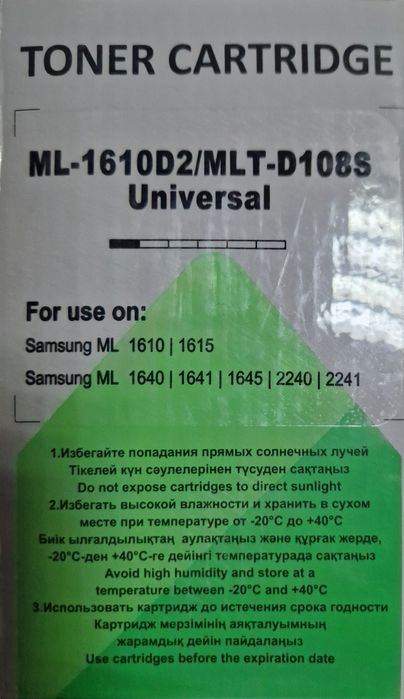 TONER CARTRIDGE
ML-1610D2/MLT-D108S
Universal
For use on:
Samsung ML 1610 | 1615
Samsung ML 1640 | 1641 | 1645 | 2240 | 2241
1.Избегайте попадания прямых солнечных лучей
Тікелей күн сәулелерінен түсуден сақтаңыз
Do not expose cartridges to direct sunlight
2.Избегать высокой влажности и хранить в сухом
месте при температуре от -20°C до +40°C
Биік ылғалдылықтаң аулақтаңыз және құрғак жерде,
-20°C-ден +40°C-ге дейінгі температурада сақтаңыз
Avoid high humidity and store at a
temperature between -20°C and +40°C
3.Использовать картридж до истечения срока годности
Картридж мерзімінің аяқталуымның
жарамдық дейін пайдалаңыз
Use cartridges before the expiration date